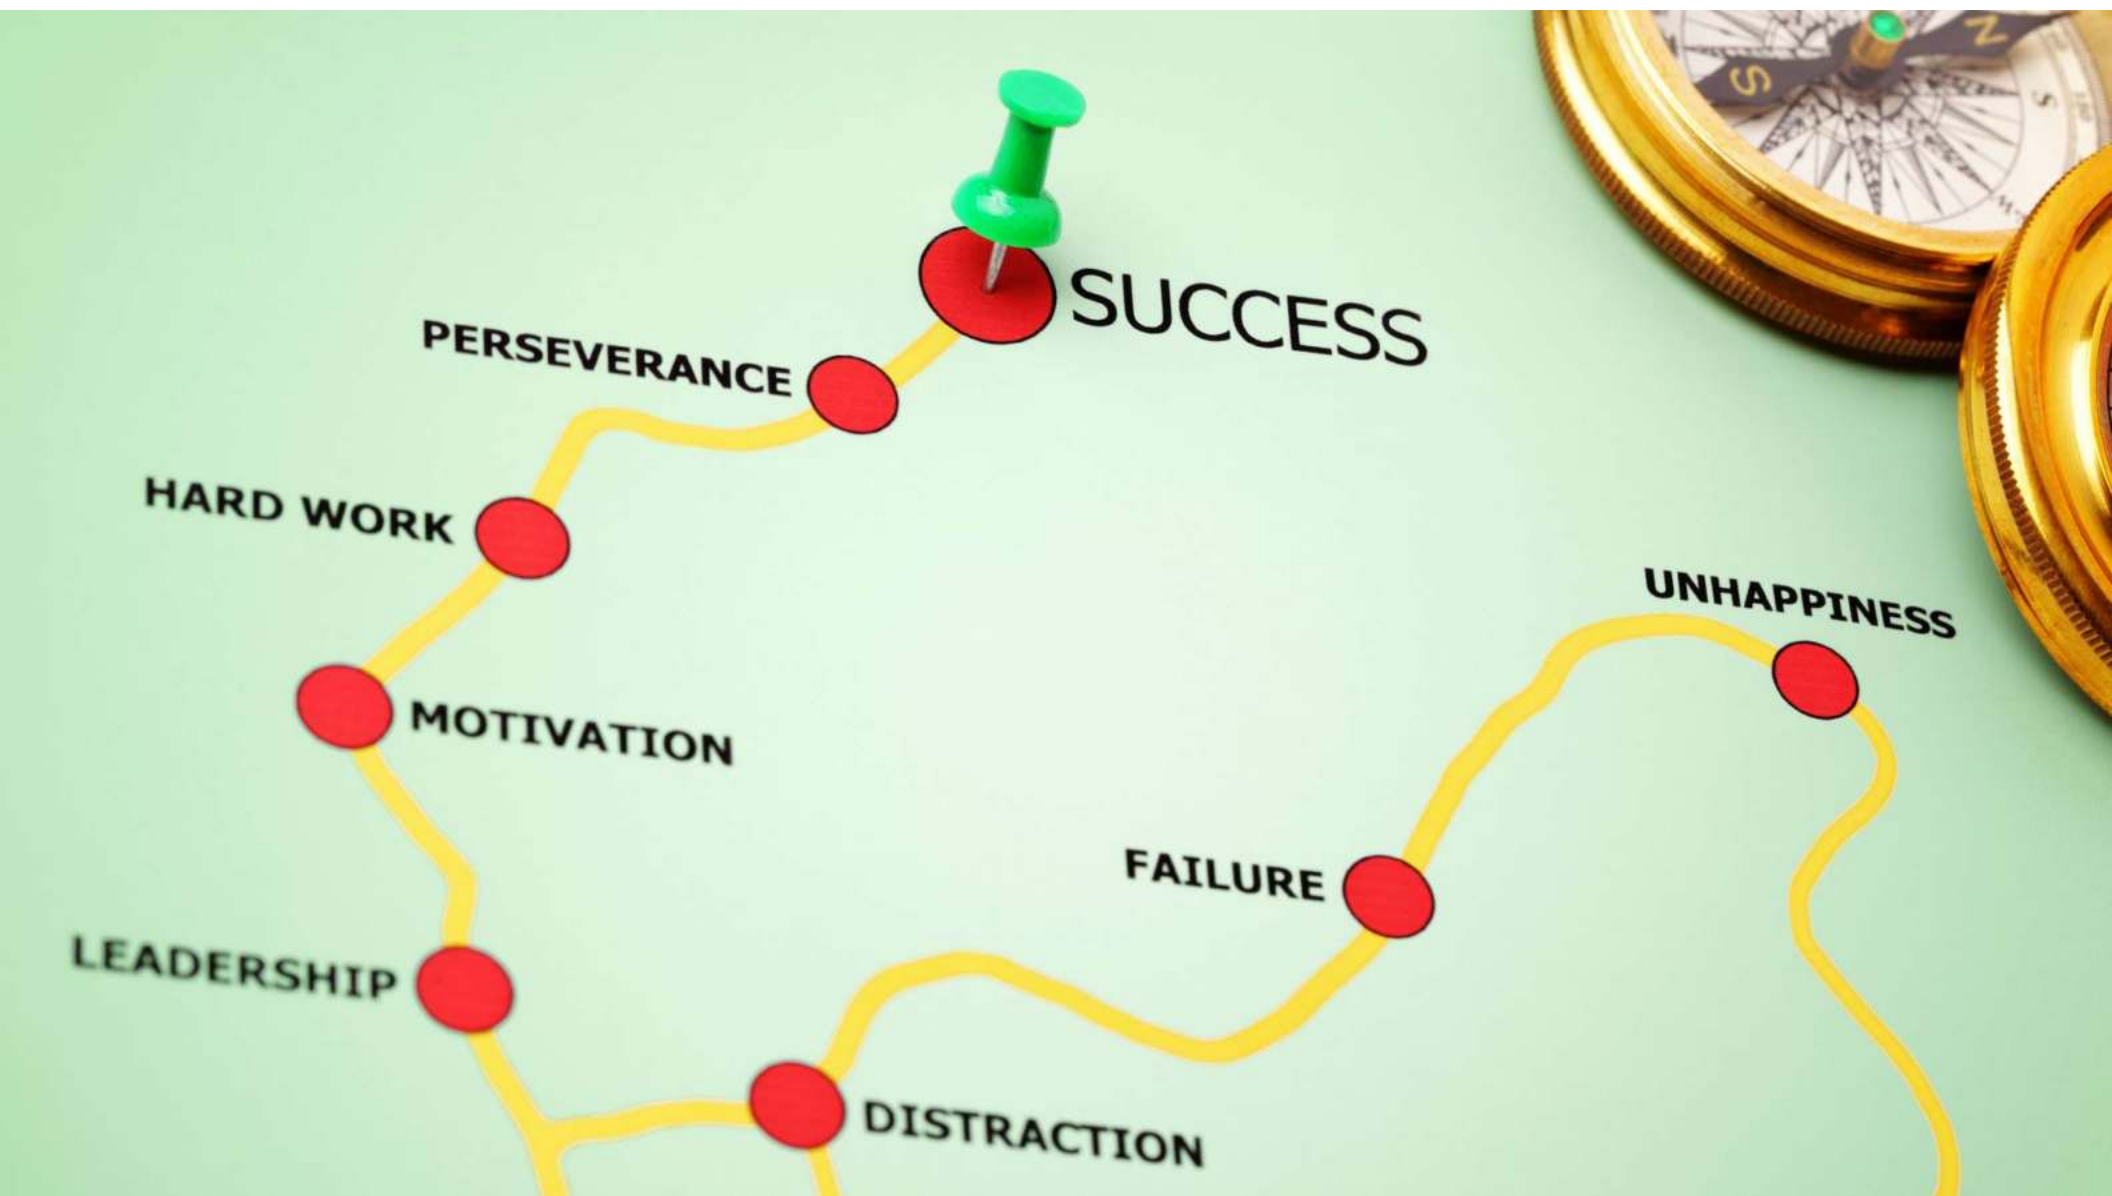 N
S
S
SUCCESS
PERSEVERANCE
HARD WORK
UNHAPPINESS
MOTIVATION
FAILURE
LEADERSHIP
DISTRACTION